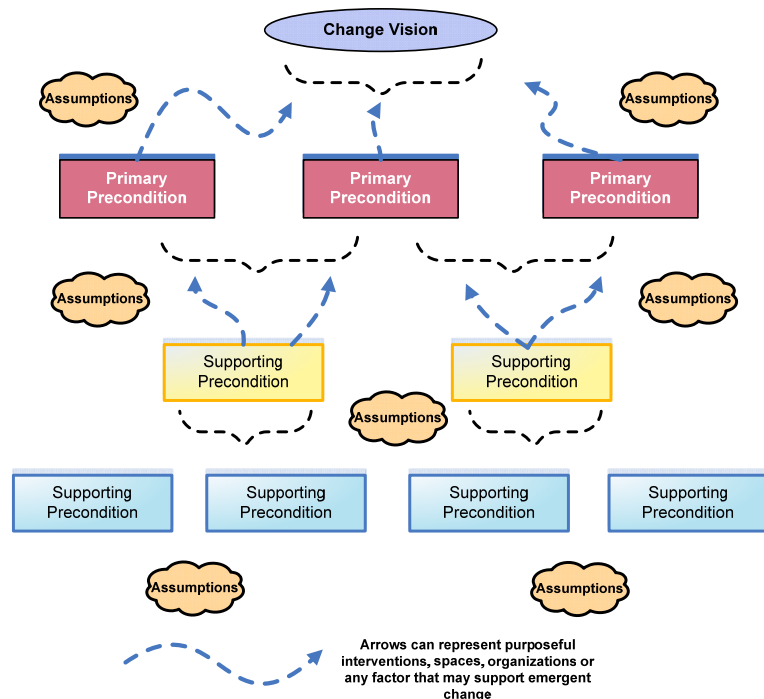 Change Vision
Assumptions
Assumptions
Primary
Precondition
Primary
Precondition
Primary
Precondition
Assumptions
Assumptions
Supporting
Precondition
Supporting
Precondition
Assumptions
Supporting
Precondition
Supporting
Precondition
Supporting
Precondition
Supporting
Precondition
Assumptions
Assumptions
Arrows can represent purposeful
interventions, spaces, organizations or
any factor that may support emergent
change